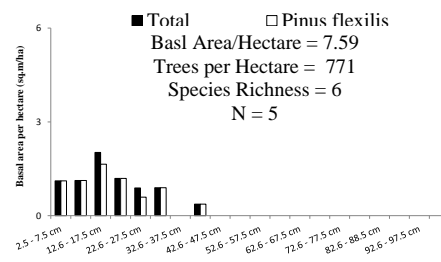 Total Pinus flexilis
6
Basl Area/Hectare = 7.59
Trees per Hectare = 771
Species Richness = 6
N = 5
Basal area per hectare (sq.m/ha)
3
0
2.5 - 7.5 cm
12.6 - 17.5 cm
22.6 - 27.5 cm
32.6 - 37.5 cm
42.6 - 47.5 cm
52.6 - 57.5 cm
62.6 - 67.5 cm
72.6 - 77.5 cm
82.6 - 88.5 cm
92.6 - 97.5 cm